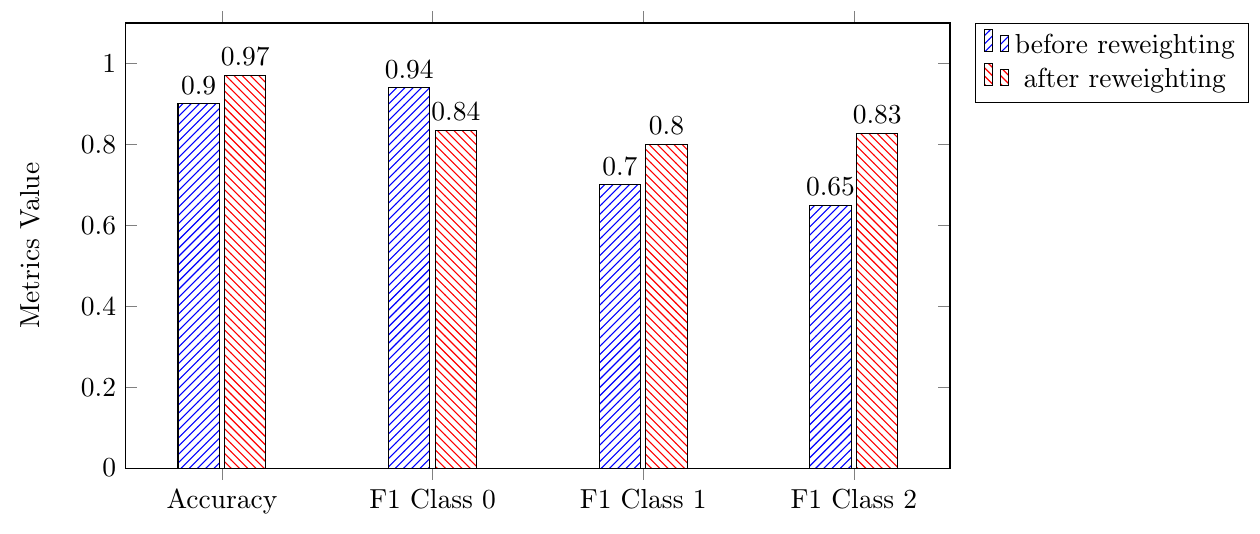 Metrics Value
1
0.8
0.6
0.4
0.2
0
0.9
0.97
0.94
0.84
0.7
0.8
0.65
0.83
Accuracy
F1 Class 0
F1 Class 1
F1 Class 2
before reweighting
after reweighting